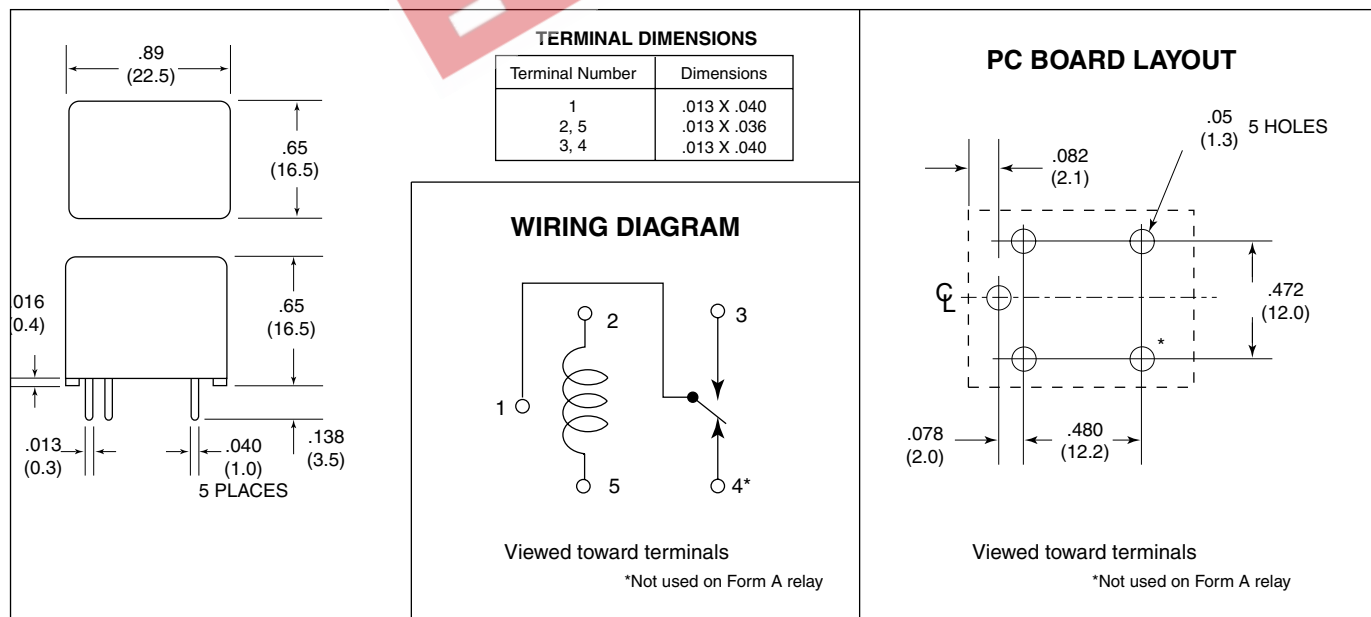 .89
(22.5)
.65
(16.5)
.016
(0.4)
.65
(16.5)
.013
(0.3)
.040
(1.0)
5 PLACES
.138
(3.5)
TERMINAL DIMENSIONS
Terminal Number Dimensions
1 .013 X .040
2, 5 .013 X .036
3, 4 .013 X .040
WIRING DIAGRAM
2
3
1
5
4*
Viewed toward terminals
*Not used on Form A relay
PC BOARD LAYOUT
.05
(1.3)
5 HOLES
.082
(2.1)
CL
.472
(12.0)
*
.078
(2.0)
.480
(12.2)
Viewed toward terminals
*Not used on Form A relay